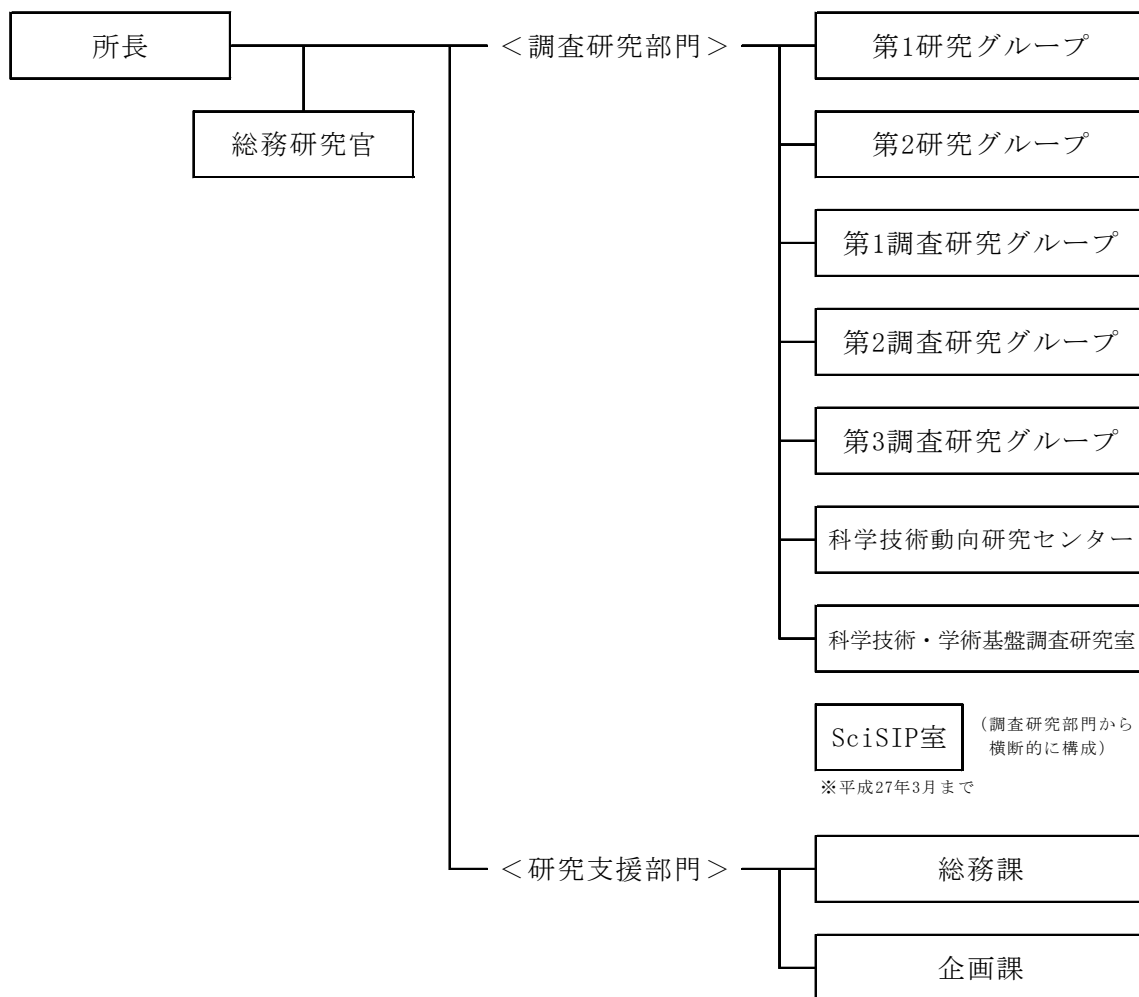 所長
総務研究官
＜調査研究部門＞
第1研究グループ
第2研究グループ
第1調査研究グループ
第2調査研究グループ
第3調査研究グループ
科学技術動向研究センター
科学技術・学術基盤調査研究室
SciSIP室
（調査研究部門から
横断的に構成）
※平成27年3月まで
＜研究支援部門＞
総務課
企画課